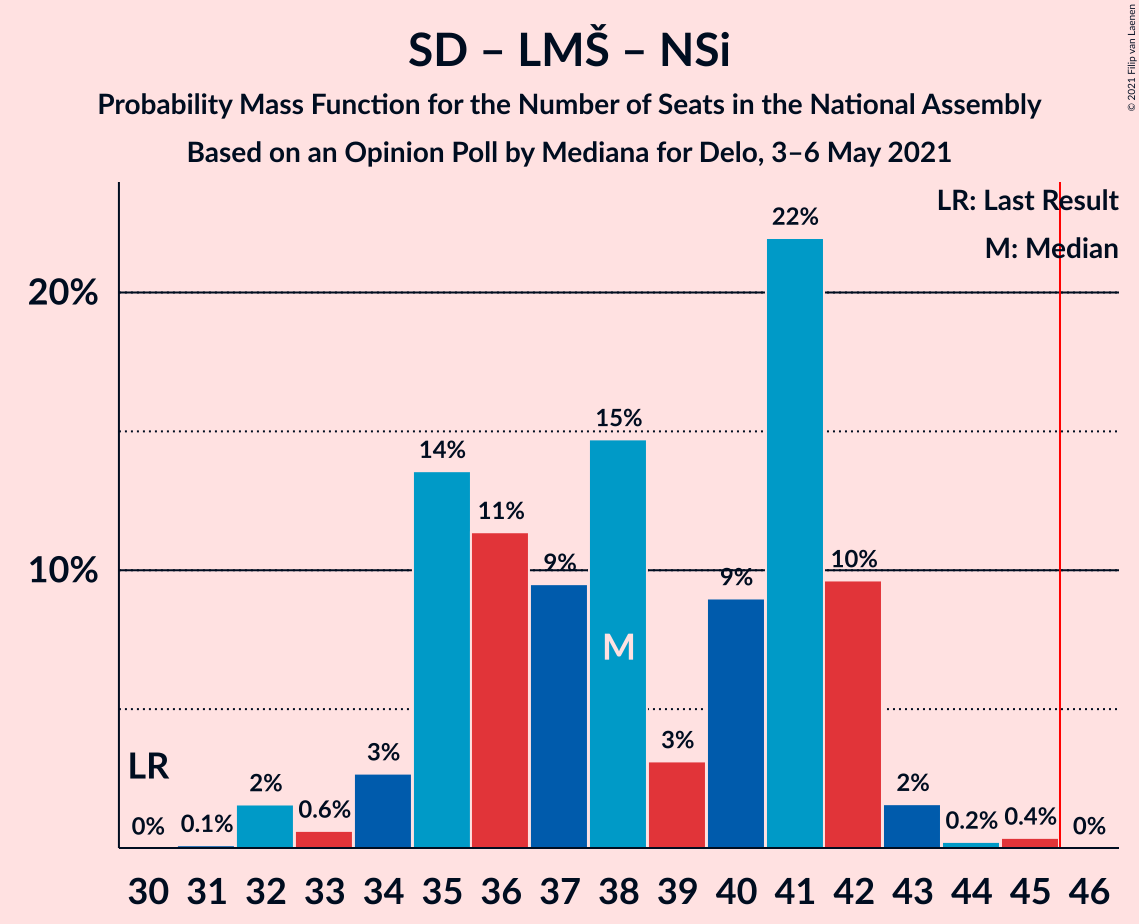 SD – LMŠ – NSi
Probability Mass Function for the Number of Seats in the National Assembly
Based on an Opinion Poll by Mediana for Delo, 3–6 May 2021
© 2021 Filip van Laenen
LR: Last Result
M: Median
20%
10%
LR
0%
0.1%
2%
0.6%
3%
14%
11%
9%
15%
M
3%
9%
22%
10%
2%
0.2%
0.4%
0%
30 31 32 33 34 35 36 37 38 39 40 41 42 43 44 45 46